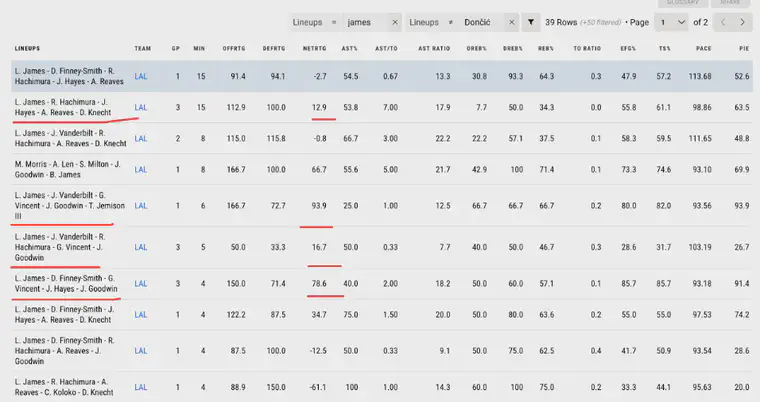 GLOSSARY SHARE
Lineups = james × Lineups ≠ Dončić × 39 Rows (+50 filtered) • Page 1 of 2
LINEUPS TEAM GP MIN OFFRTG DEFRTG NETRTG AST% AST/TO AST RATIO OREB% DREB% REB% TO RATIO EFG% TS% PACE PIE
L. James - D. Finney-Smith - R.
Hachimura - J. Hayes - A. Reaves LAL 1 15 91.4 94.1 -2.7 54.5 0.67 13.3 30.8 93.3 64.3 0.3 47.9 57.2 113.68 52.6
L. James - R. Hachimura - J.
Hayes - A. Reaves - D. Knecht LAL 3 15 112.9 100.0 12.9 53.8 7.00 17.9 7.7 50.0 34.3 0.0 55.8 61.1 98.86 63.5
L. James - J. Vanderbilt - R.
Hachimura - A. Reaves - D. Knecht LAL 2 8 115.0 115.8 -0.8 66.7 3.00 22.2 22.2 57.1 37.5 0.1 58.3 59.5 111.65 48.8
M. Morris - A. Len - S. Milton - J.
Goodwin - B. James LAL 1 8 166.7 100.0 66.7 55.6 5.00 21.7 42.9 100 71.4 0.1 73.3 74.6 93.10 69.9
L. James - J. Vanderbilt - G.
Vincent - J. Goodwin - T. Jemison
III LAL 1 6 166.7 72.7 93.9 25.0 1.00 12.5 66.7 66.7 66.7 0.2 80.0 82.0 93.56 93.9
L. James - J. Vanderbilt - R.
Hachimura - G. Vincent - J.
Goodwin LAL 3 5 50.0 33.3 16.7 50.0 0.33 7.7 40.0 50.0 46.7 0.3 28.6 31.7 103.19 26.7
L. James - D. Finney-Smith - G.
Vincent - J. Hayes - J. Goodwin LAL 3 4 150.0 71.4 78.6 40.0 2.00 18.2 50.0 60.0 57.1 0.1 85.7 85.7 93.18 91.4
L. James - D. Finney-Smith - J.
Hayes - A. Reaves - D. Knecht LAL 1 4 122.2 87.5 34.7 75.0 1.50 20.0 50.0 80.0 63.6 0.2 55.0 55.0 97.53 74.2
L. James - D. Finney-Smith - R.
Hachimura - A. Reaves - J.
Goodwin LAL 1 4 87.5 100.0 -12.5 50.0 0.33 9.1 50.0 75.0 62.5 0.4 41.7 50.9 93.54 28.6
L. James - R. Hachimura - A.
Reaves - C. Koloko - D. Knecht LAL 1 4 88.9 150.0 -61.1 100 1.00 14.3 60.0 100 75.0 0.2 33.3 44.1 95.63 20.0